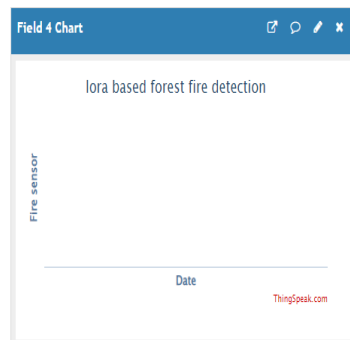 Field 4 Chart
lora based forest fire detection
Fire sensor
Date
ThingSpeak.com